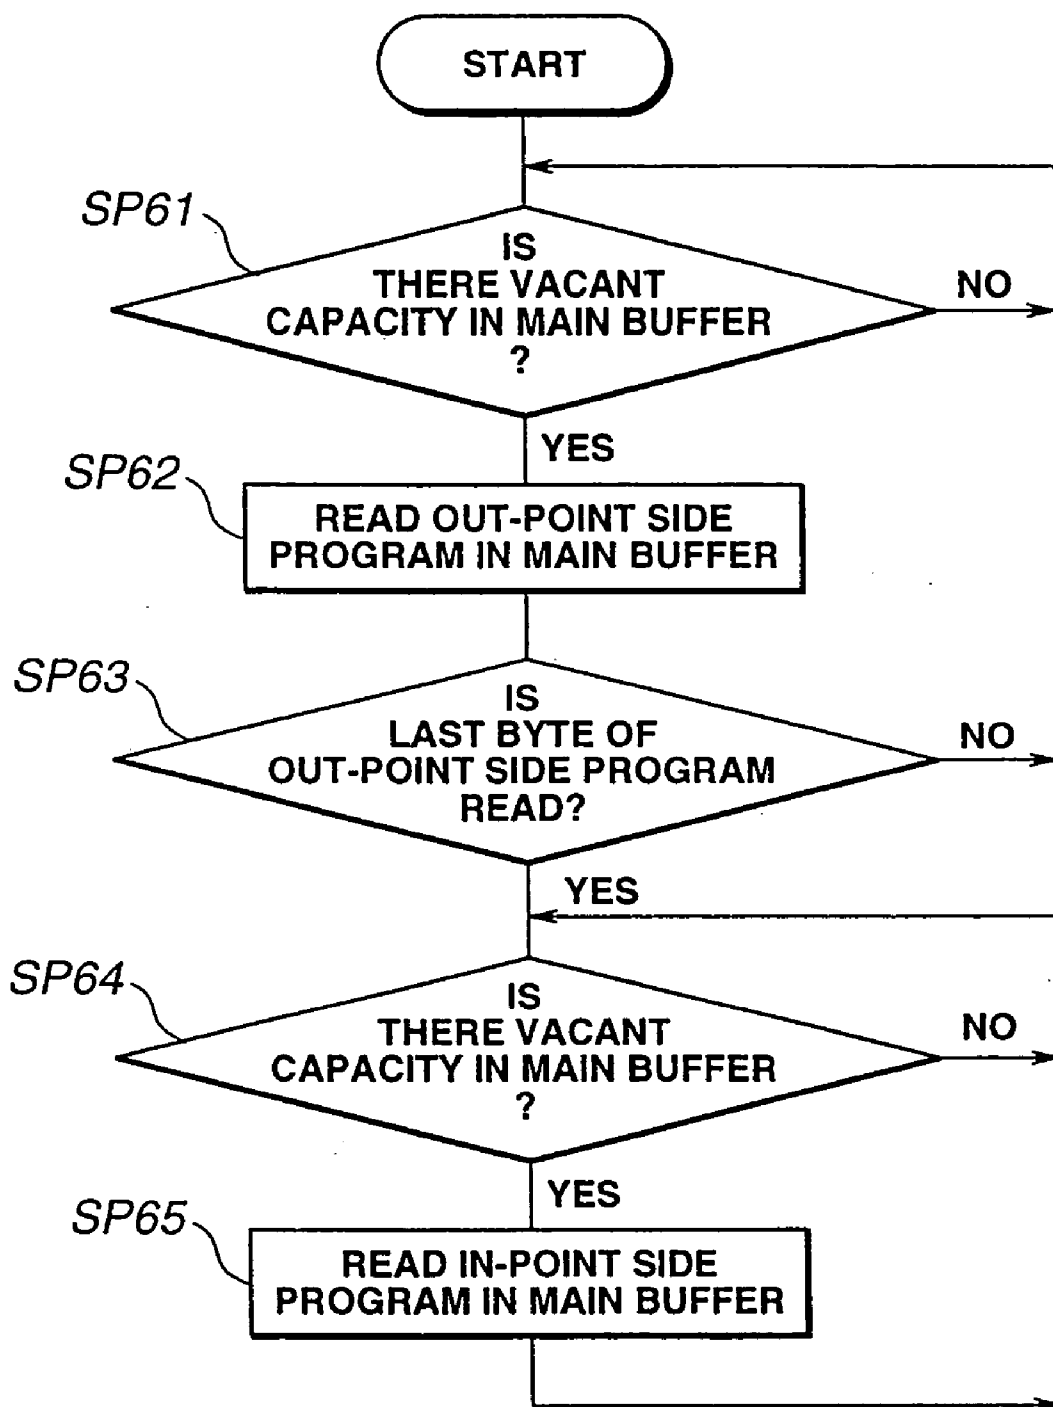 START
SP61
IS
THERE VACANT
CAPACITY IN MAIN BUFFER
?
NO
YES
SP62
READ OUT-POINT SIDE
PROGRAM IN MAIN BUFFER
SP63
IS
LAST BYTE OF
OUT-POINT SIDE PROGRAM
READ?
NO
YES
SP64
IS
THERE VACANT
CAPACITY IN MAIN BUFFER
?
NO
YES
SP65
READ IN-POINT SIDE
PROGRAM IN MAIN BUFFER